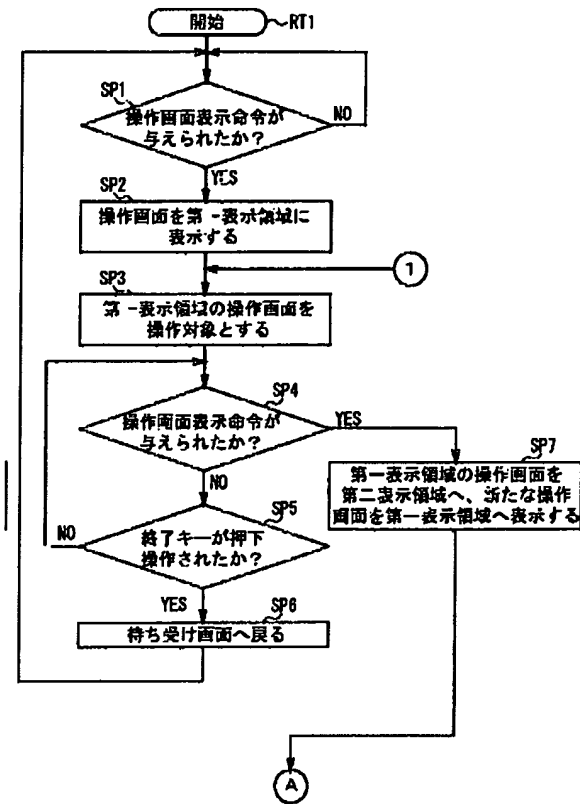 開始
RT1
SP1
操作画面表示命令が
与えられたか?
NO
YES
SP2
操作画面を第一表示領域に
表示する
1
SP3
第一表示領域の操作画面を
操作対象とする
SP4
操作画面表示命令が
与えられたか?
YES
NO
SP7
第一表示領域の操作画面を
第二表示領域へ、新たな操作
画面を第一表示領域へ表示する
SP5
終了キーが押下
操作されたか?
NO
YES
SP6
待ち受け画面へ戻る
A